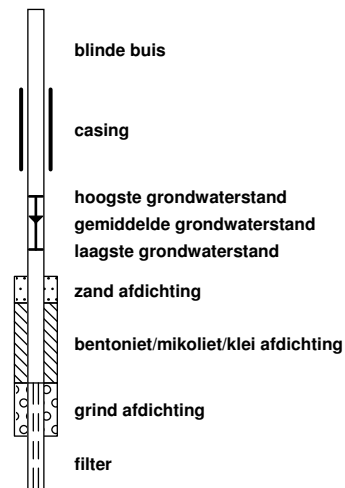 blinde buis
casing
hoogste grondwaterstand
gemiddelde grondwaterstand
laagste grondwaterstand
zand afdichting
bentoniet/mikoliet/klei afdichting
grind afdichting
filter